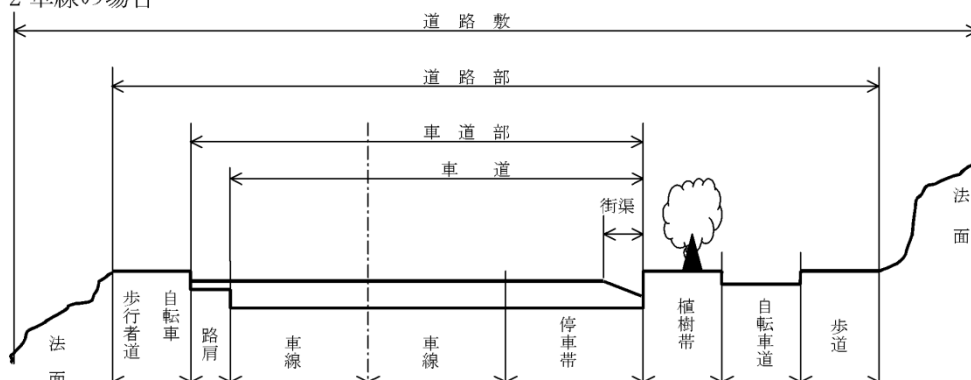 2 車線の場合
道 路 敷
道 路 部
車 道 部
車 道
街渠
法面
自転車
歩行者道
路肩
車線
車線
停車帯
植樹帯
自転車道
歩道
法面